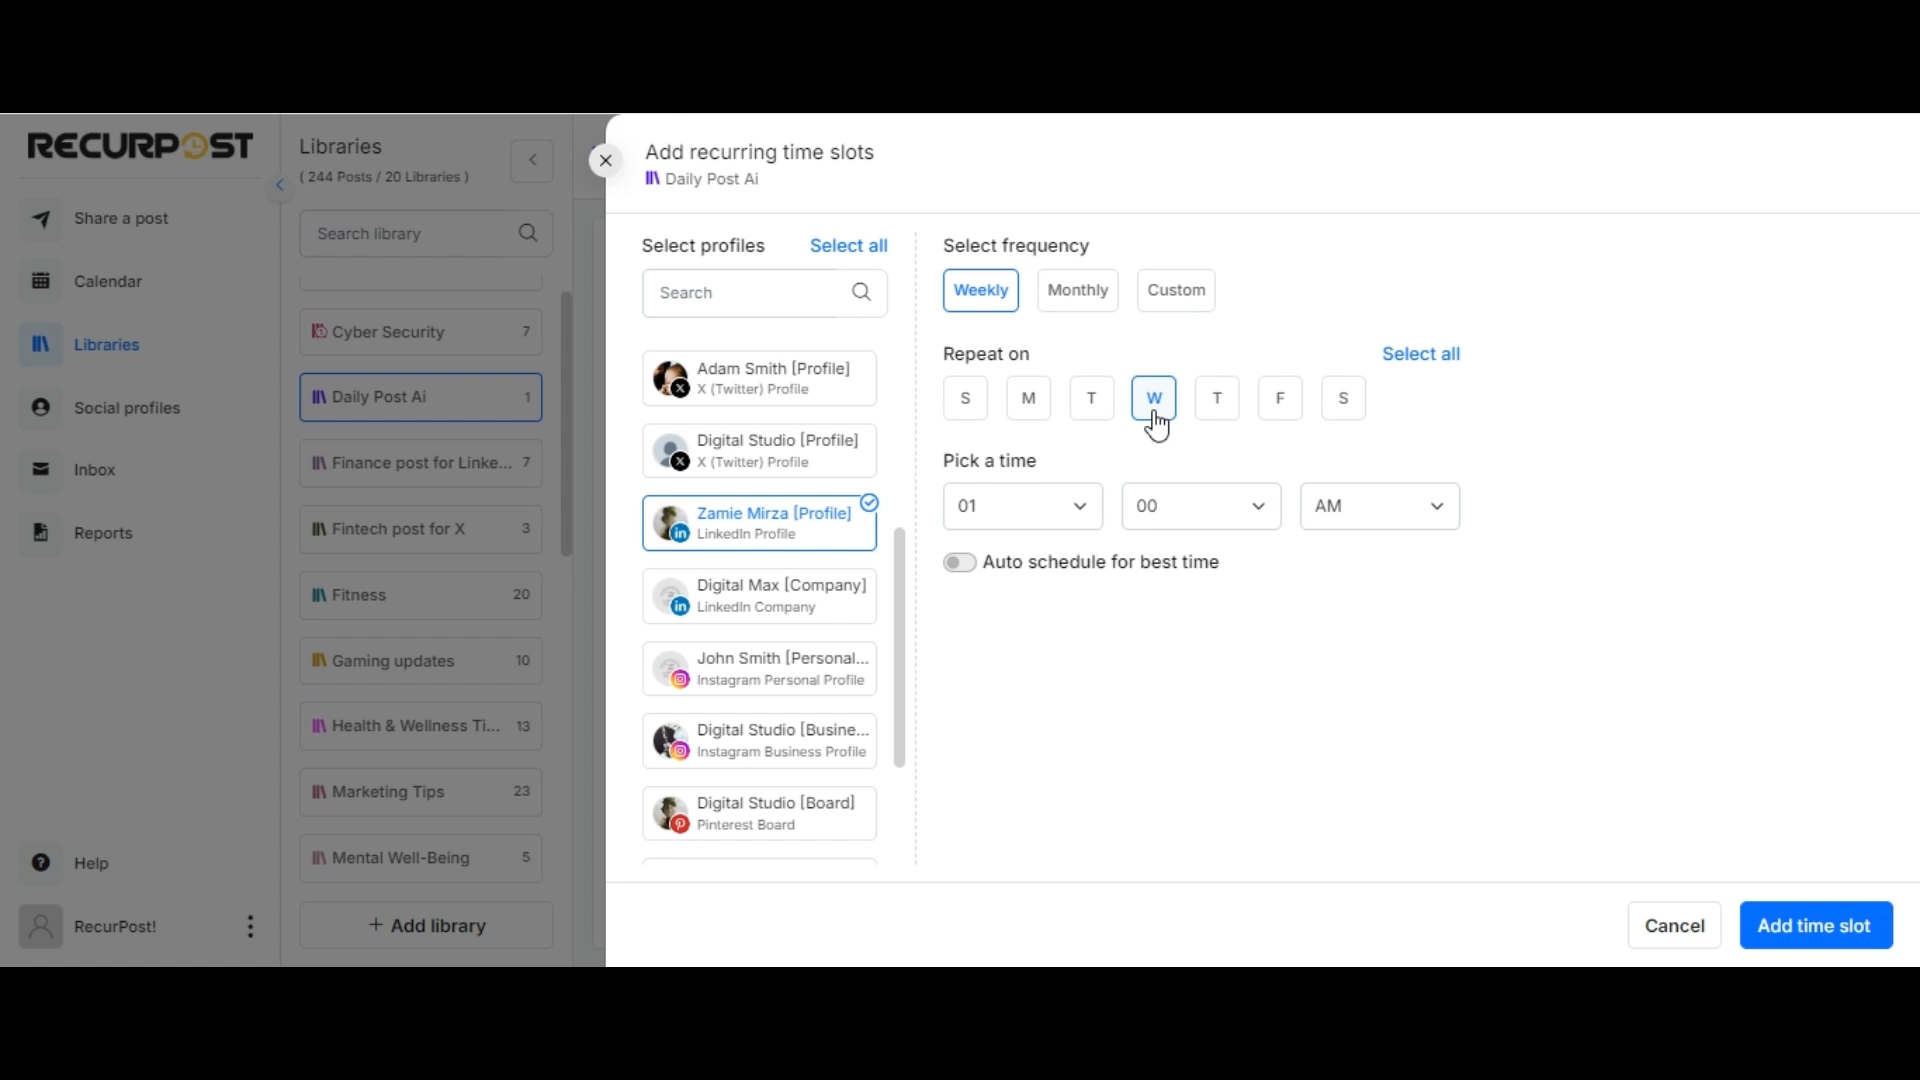 RECURPOST
Share a post
Calendar
Libraries
Social profiles
Inbox
Reports
Help
RecurPost!
Libraries
( 244 Posts / 20 Libraries )
Search library
Cyber Security 7
Daily Post Ai 1
Finance post for Linke... 7
Fintech post for X 3
Fitness 20
Gaming updates 10
Health & Wellness Ti... 13
Marketing Tips 23
Mental Well-Being 5
+ Add library
Add recurring time slots
Daily Post Ai
Select profiles Select all
Search
Adam Smith [Profile]
X (Twitter) Profile
Digital Studio [Profile]
X (Twitter) Profile
Zamie Mirza [Profile]
LinkedIn Profile
Digital Max [Company]
LinkedIn Company
John Smith [Personal...
Instagram Personal Profile
Digital Studio [Busine...
Instagram Business Profile
Digital Studio [Board]
Pinterest Board
Select frequency
Weekly Monthly Custom
Repeat on Select all
S M T W T F S
Pick a time
01 00 AM
Auto schedule for best time
Cancel Add time slot